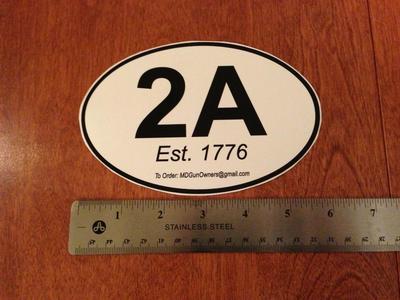 2A
Est. 1776
To Order: MDGunOwners@gmail.com
1 2 3 4 5 6 7
STAINLESS STEEL